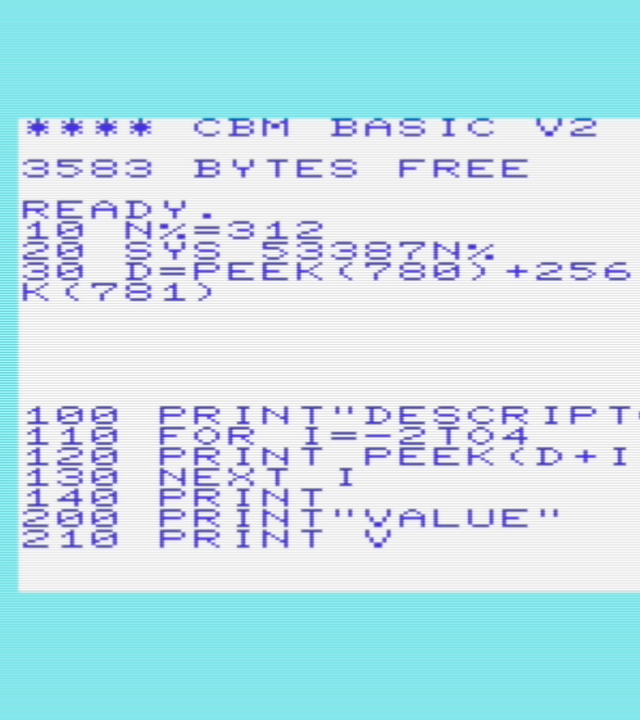 **** CBM BASIC V2
3583 BYTES FREE
READY.
10 N%=312
20 SYS 53387N%
30 D=PEEK(780)+256
K(781)
100 PRINT"DESCRIPT
110 FOR I=-2TO4
120 PRINT PEEK(D+I
130 NEXT I
140 PRINT
200 PRINT"VALUE"
210 PRINT V